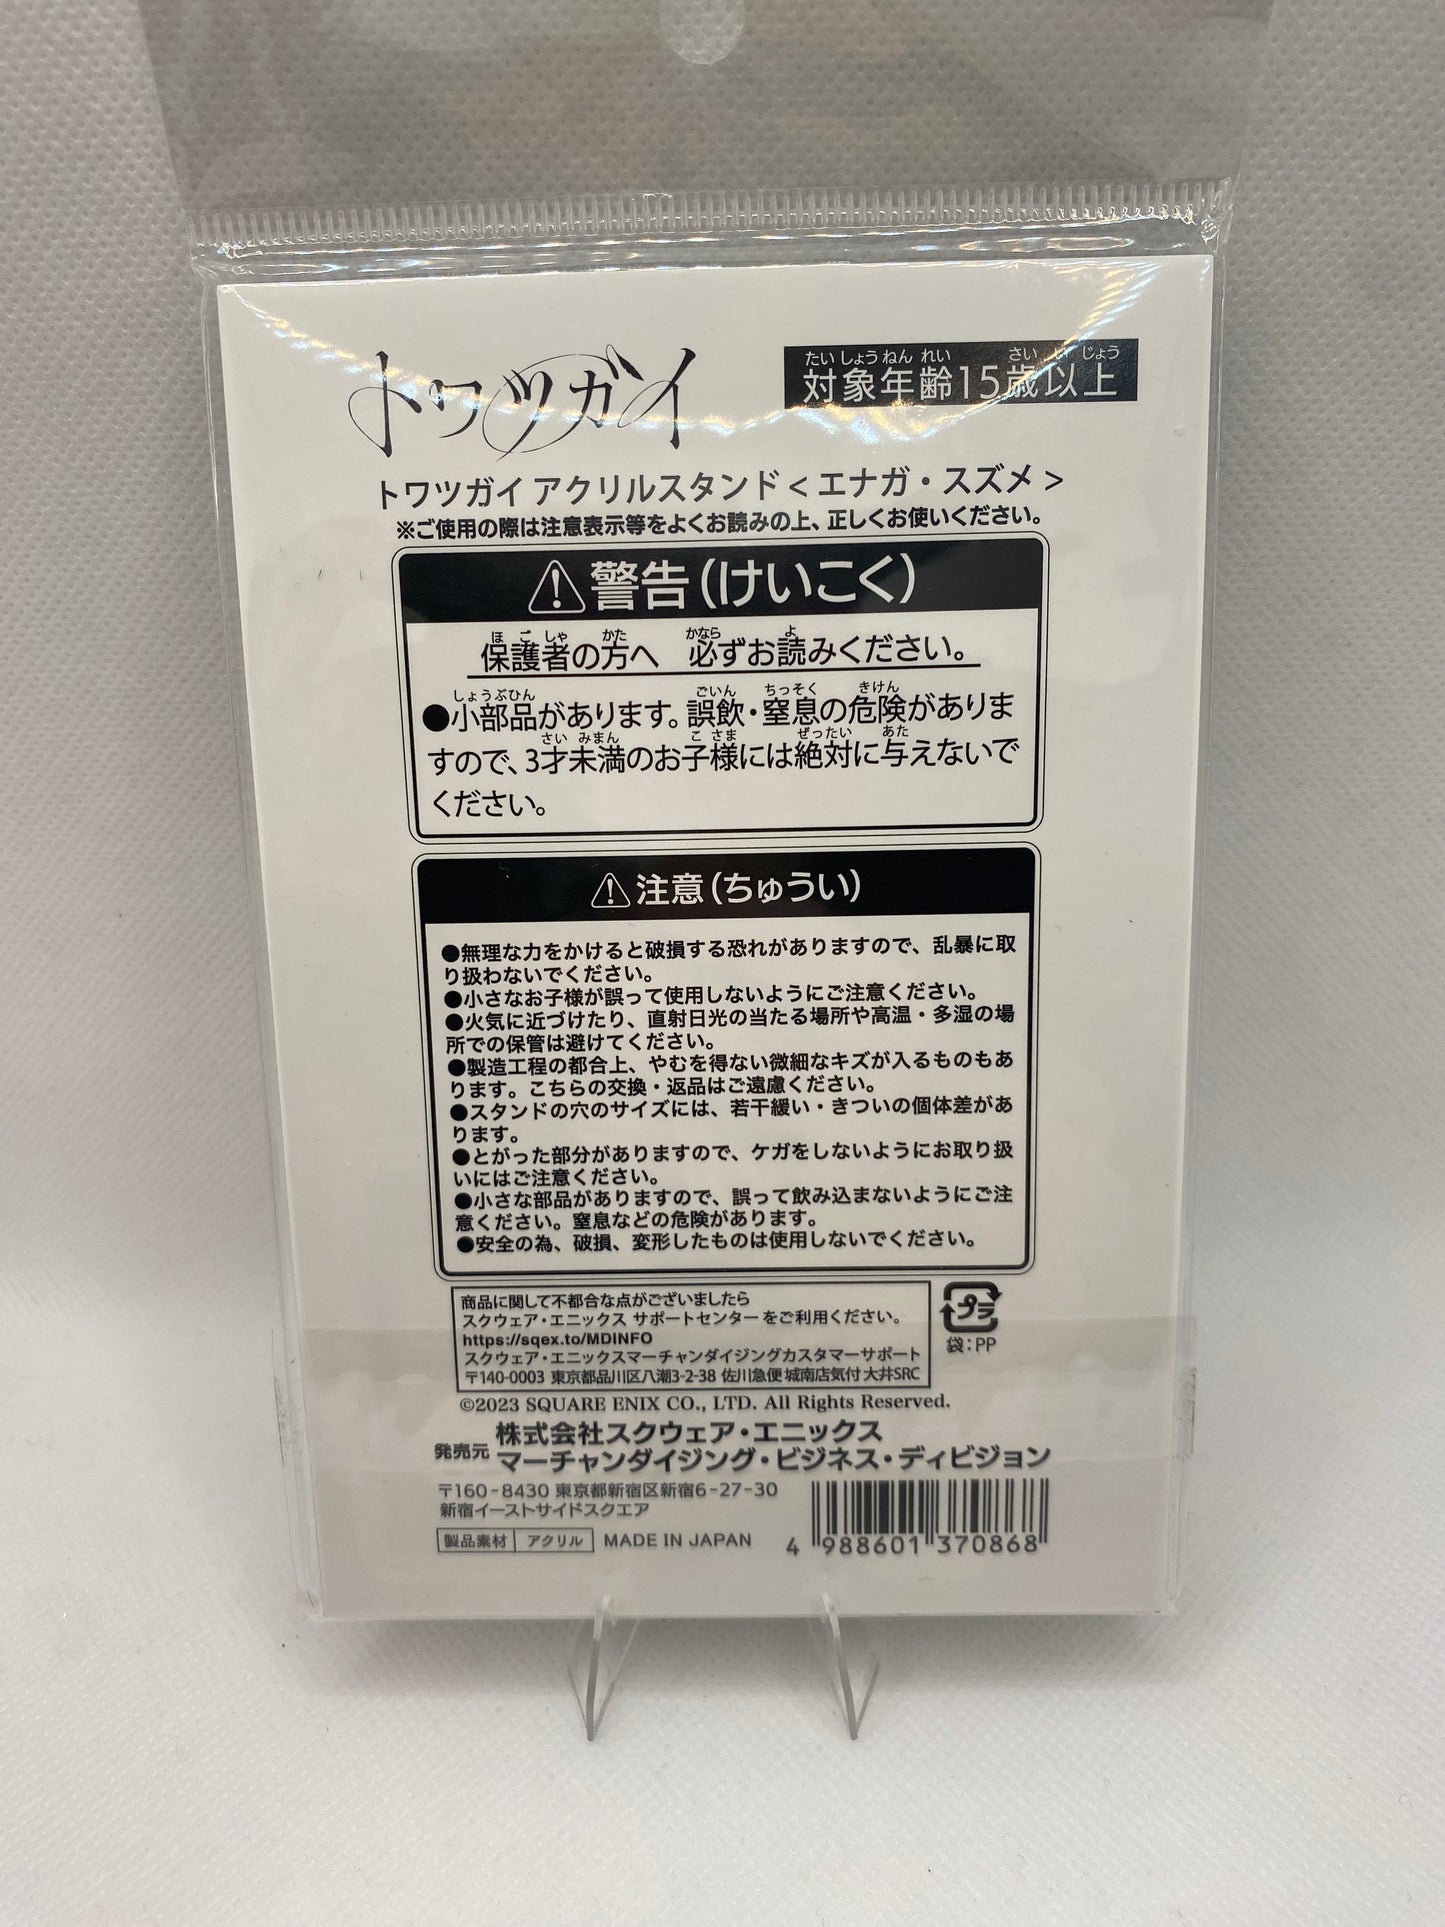 トワツガイ
たいしょうねんれい さいいじょう
対象年齢15歳以上
トワツガイ アクリルスタンド < エナガ・スズメ >
※ご使用の際は注意表示等をよくお読みの上、正しくお使いください。
警告(けいこく)
ほごしゃ かた かなら よ
保護者の方へ 必ずお読みください。
しょうぶひん ごいん ちっそく きけん
●小部品があります。誤飲・窒息の危険がありま
さい みまん こ さま ぜったい あた
すので、3才未満のお子様には絶対に与えないで
ください。
注意(ちゅうい)
●無理な力をかけると破損する恐れがありますので、乱暴に取
り扱わないでください。
●小さなお子様が誤って使用しないようにご注意ください。
●火気に近づけたり、直射日光の当たる場所や高温・多湿の場
所での保管は避けてください。
●製造工程の都合上、やむを得ない微細なキズが入るものもあ
ります。こちらの交換・返品はご遠慮ください。
●スタンドの穴のサイズには、若干緩い・きついの個体差があ
ります。
●とがった部分がありますので、ケガをしないようにお取り扱
いにはご注意ください。
●小さな部品がありますので、誤って飲み込まないようにご注
意ください。窒息などの危険があります。
●安全の為、破損、変形したものは使用しないでください。
商品に関して不都合な点がございましたら
スクウェア・エニックス サポートセンター をご利用ください。
https://sqex.to/MDINFO
スクウェア・エニックスマーチャンダイジングカスタマーサポート
〒140-0003 東京都品川区八潮3-2-38 佐川急便 城南店気付 大井SRC
プラ
袋:PP
©2023 SQUARE ENIX CO., LTD. All Rights Reserved.
発売元 株式会社スクウェア・エニックス
マーチャンダイジング・ビジネス・ディビジョン
〒160-8430 東京都新宿区新宿6-27-30
新宿イーストサイドスクエア
製品素材 アクリル MADE IN JAPAN
4 988601 370868